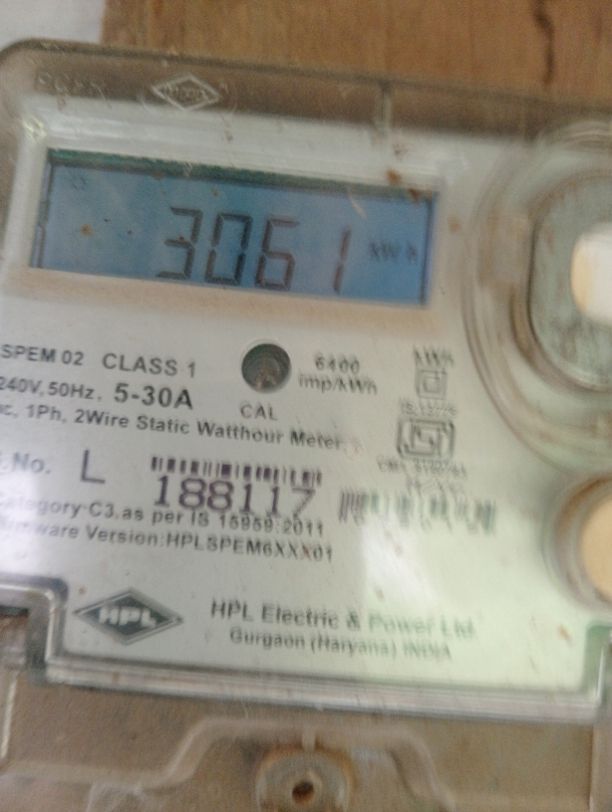 3061 kWh
SPEM 02 CLASS 1
240V, 50Hz, 5-30A
6400
imp/kWh
CAL
1Ph, 2Wire Static Watthour Meter
No. L 188117
Category C3, as per IS 15959:2011
Version:HPLSPEM6XXX01
HPL
HPL Electric & Power Ltd.
Gurgaon (Haryana) INDIA